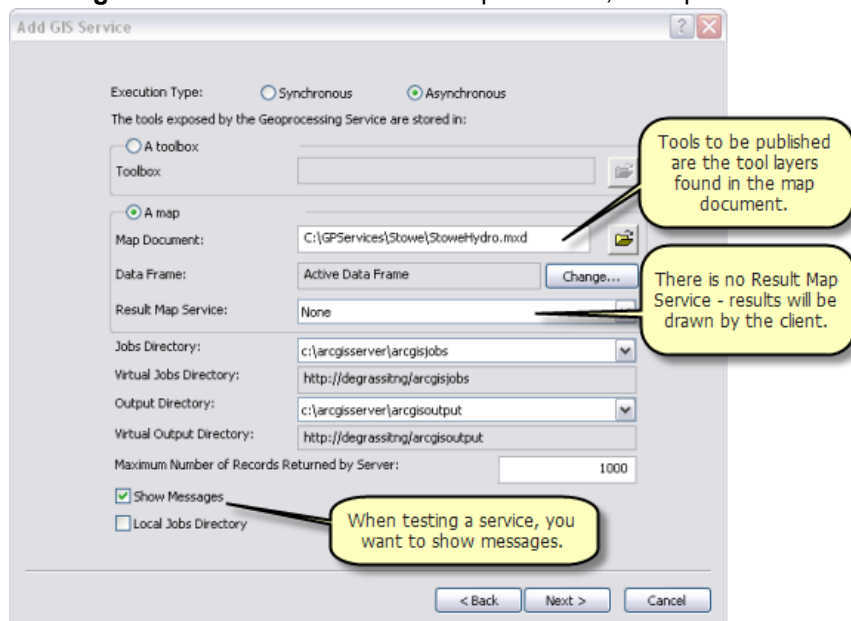 Add GIS Service
Execution Type: Synchronous Asynchronous
The tools exposed by the Geoprocessing Service are stored in:
A toolbox
Toolbox
Tools to be published
are the tool layers
found in the map
document.
A map
Map Document: C:\GPServices\Stowe\StoweHydro.mxd
Data Frame: Active Data Frame Change...
Result Map Service: None
There is no Result Map
Service - results will be
drawn by the client.
Jobs Directory: c:\arcgisserver\arcgisjobs
Virtual Jobs Directory: http://degrassitng/arcgisjobs
Output Directory: c:\arcgisserver\arcgisoutput
Virtual Output Directory: http://degrassitng/arcgisoutput
Maximum Number of Records Returned by Server: 1000
Show Messages
Local Jobs Directory
When testing a service, you
want to show messages.
< Back Next > Cancel